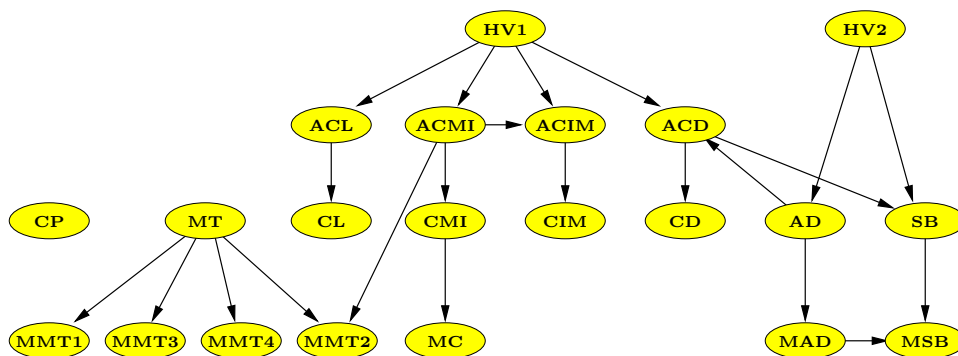 HV1 HV2
ACL ACMI ACIM ACD
CP MT CL CMI CIM CD AD SB
MMT1 MMT3 MMT4 MMT2 MC MAD MSB